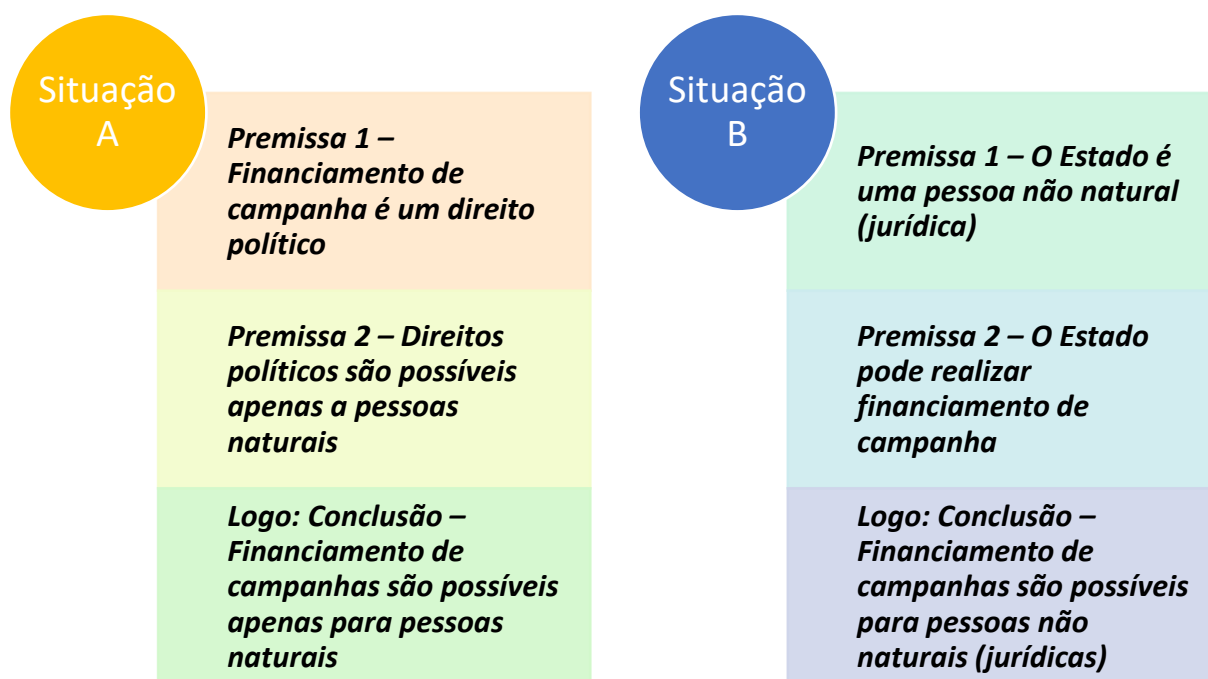 Situação
A
Premissa 1 –
Financiamento de
campanha é um direito
político
Premissa 2 – Direitos
políticos são possíveis
apenas a pessoas
naturais
Logo: Conclusão –
Financiamento de
campanhas são possíveis
apenas para pessoas
naturais
Situação
B
Premissa 1 – O Estado é
uma pessoa não natural
(jurídica)
Premissa 2 – O Estado
pode realizar
financiamento de
campanha
Logo: Conclusão –
Financiamento de
campanhas são possíveis
para pessoas não
naturais (jurídicas)